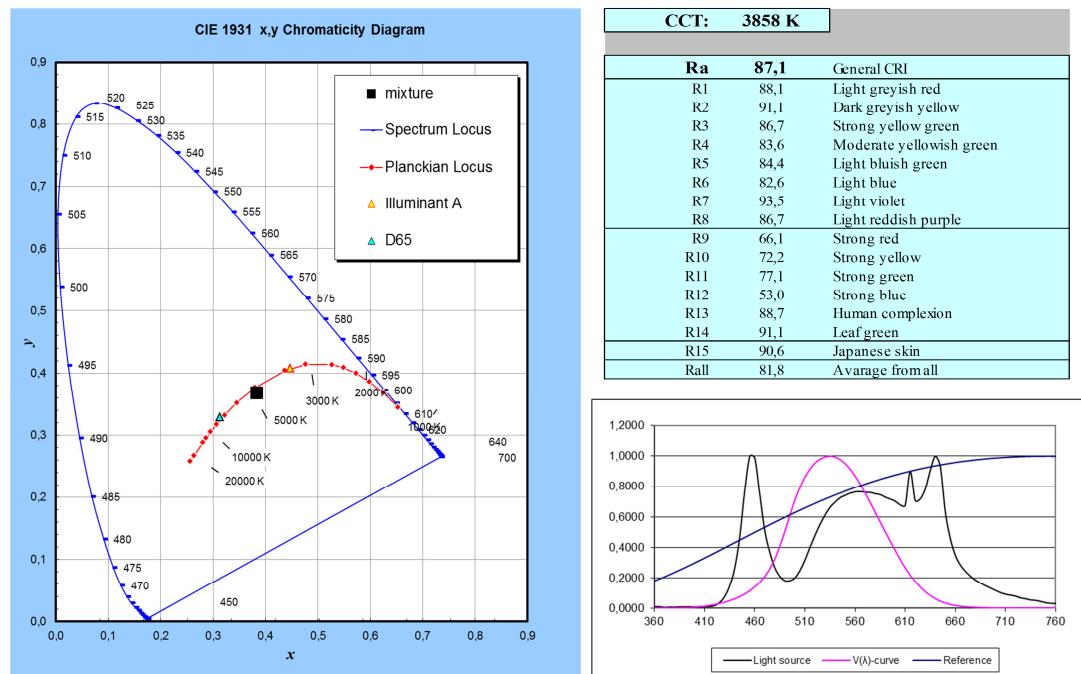 CIE 1931 x,y Chromaticity Diagram
0,9
0,8
0,7
0,6
0,5
0,4
0,3
0,2
0,1
0,0
y
0,0 0,1 0,2 0,3 0,4 0,5 0,6 0,7 0,8 0,9
x
mixture
Spectrum Locus
Planckian Locus
Illuminant A
D65
520
525
515
530
535
510
540
545
550
505
555
560
565
500
570
575
580
585
495
590
595
2000 K
600
3000 K
610
5000 K
1000 K
620
490
640
10000 K
700
20000 K
485
480
475
470
450
CCT: 3858 K
Ra 87,1 General CRI
R1 88,1 Light greyish red
R2 91,1 Dark greyish yellow
R3 86,7 Strong yellow green
R4 83,6 Moderate yellowish green
R5 84,4 Light bluish green
R6 82,6 Light blue
R7 93,5 Light violet
R8 86,7 Light reddish purple
R9 66,1 Strong red
R10 72,2 Strong yellow
R11 77,1 Strong green
R12 53,0 Strong blue
R13 88,7 Human complexion
R14 91,1 Leaf green
R15 90,6 Japanese skin
Rall 81,8 Avarage from all
1,2000
1,0000
0,8000
0,6000
0,4000
0,2000
0,0000
360 410 460 510 560 610 660 710 760
Light source V(λ)-curve Reference